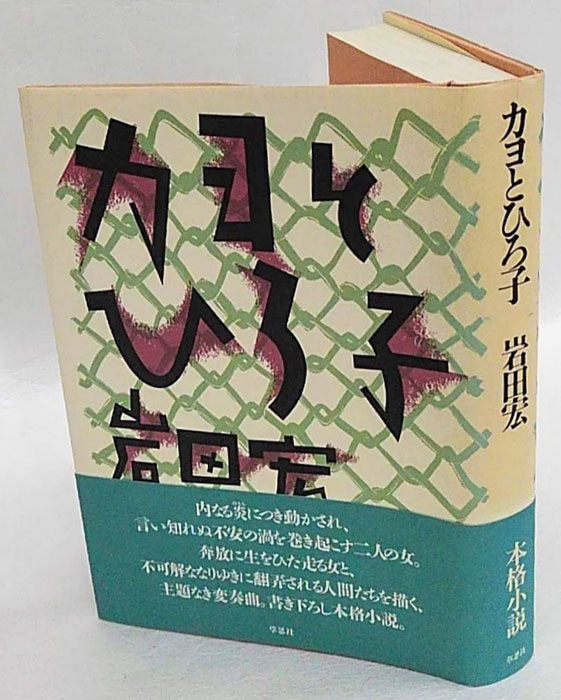 カヨと
ひろ子
岩田宏
内なる炎につき動かされ、
言い知れぬ不安の渦を巻き起こす二人の女。
奔放に生をひた走る女と、
不可解ななりゆきに翻弄される人間たちを描く、
主題なき変奏曲。書き下ろし本格小説。
草思社
カヨとひろ子 岩田宏
本格小説
草思社